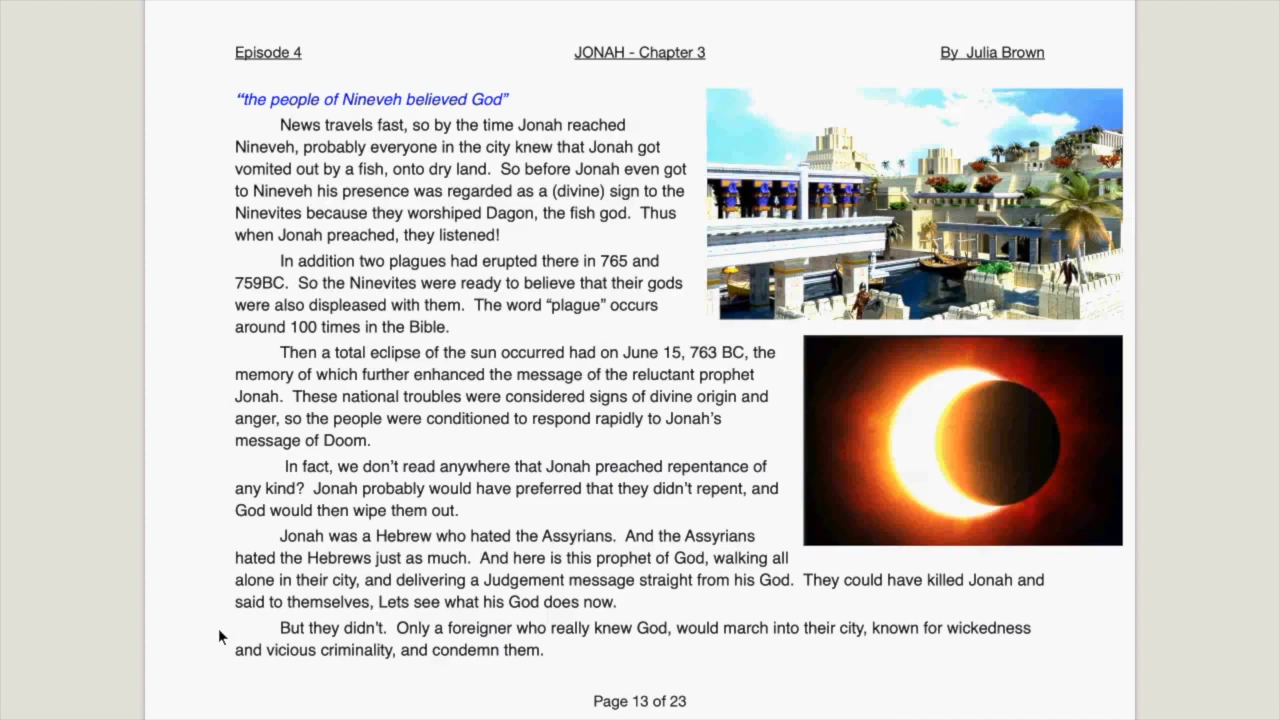 Episode 4 JONAH - Chapter 3 By Julia Brown
“the people of Nineveh believed God”
News travels fast, so by the time Jonah reached
Nineveh, probably everyone in the city knew that Jonah got
vomited out by a fish, onto dry land. So before Jonah even got
to Nineveh his presence was regarded as a (divine) sign to the
Ninevites because they worshiped Dagon, the fish god. Thus
when Jonah preached, they listened!
In addition two plagues had erupted there in 765 and
759BC. So the Ninevites were ready to believe that their gods
were also displeased with them. The word “plague” occurs
around 100 times in the Bible.
Then a total eclipse of the sun occurred had on June 15, 763 BC, the
memory of which further enhanced the message of the reluctant prophet
Jonah. These national troubles were considered signs of divine origin and
anger, so the people were conditioned to respond rapidly to Jonah’s
message of Doom.
In fact, we don’t read anywhere that Jonah preached repentance of
any kind? Jonah probably would have preferred that they didn’t repent, and
God would then wipe them out.
Jonah was a Hebrew who hated the Assyrians. And the Assyrians
hated the Hebrews just as much. And here is this prophet of God, walking all
alone in their city, and delivering a Judgement message straight from his God. They could have killed Jonah and
said to themselves, Lets see what his God does now.
But they didn’t. Only a foreigner who really knew God, would march into their city, known for wickedness
and vicious criminality, and condemn them.
Page 13 of 23